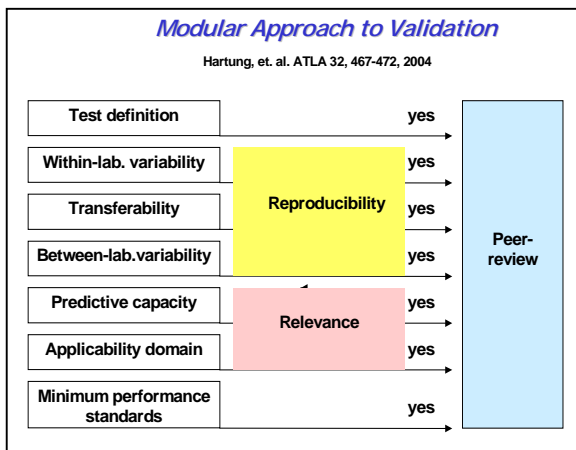 Modular Approach to Validation
Hartung, et. al. ATLA 32, 467-472, 2004
Test definition
yes
Within-lab. variability
yes
Transferability
Reproducibility
yes
Between-lab.variability
yes
Peer-
review
Predictive capacity
Relevance
yes
Applicability domain
yes
Minimum performance
standards
yes